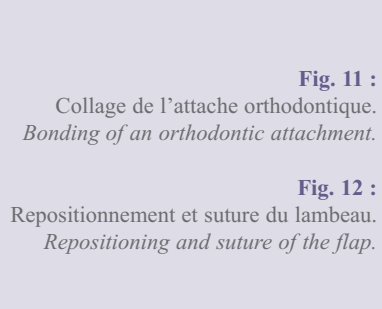 Fig. 11 :
Collage de l’attache orthodontique.
Bonding of an orthodontic attachment.
Fig. 12 :
Repositionnement et suture du lambeau.
Repositioning and suture of the flap.